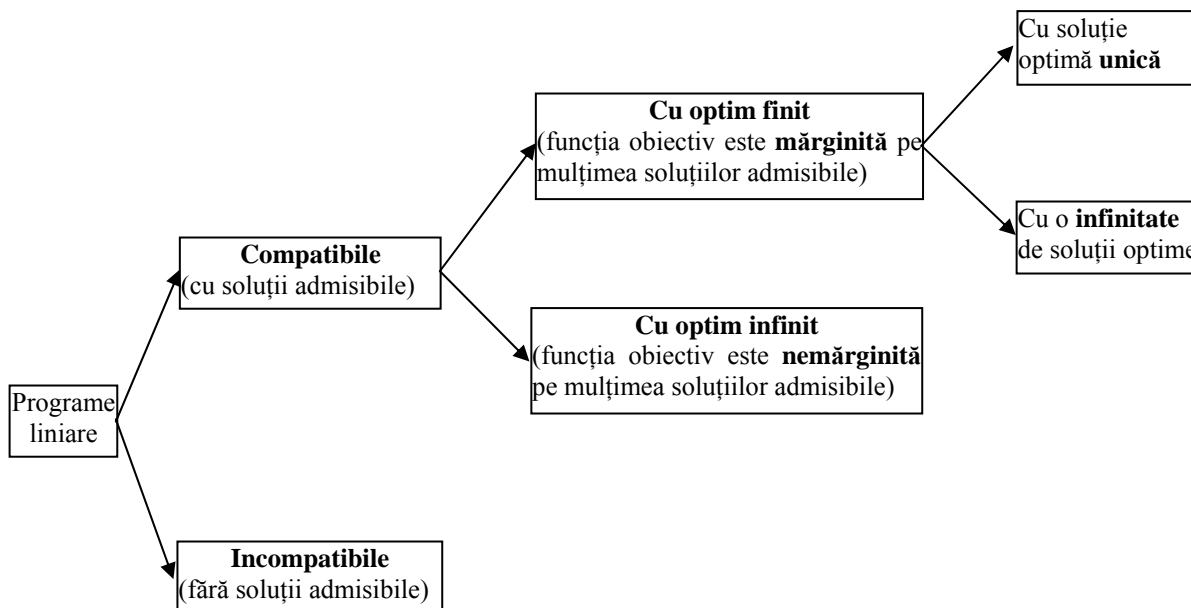 Cu soluție
optimă unică
Cu optim finit
(funcția obiectiv este mărginită pe
mulțimea soluțiilor admisibile)
Cu o infinitate
de soluții optime
Compatibile
(cu soluții admisibile)
Cu optim infinit
(funcția obiectiv este nemărginită
pe mulțimea soluțiilor admisibile)
Programe
liniare
Incompatibile
(fără soluții admisibile)